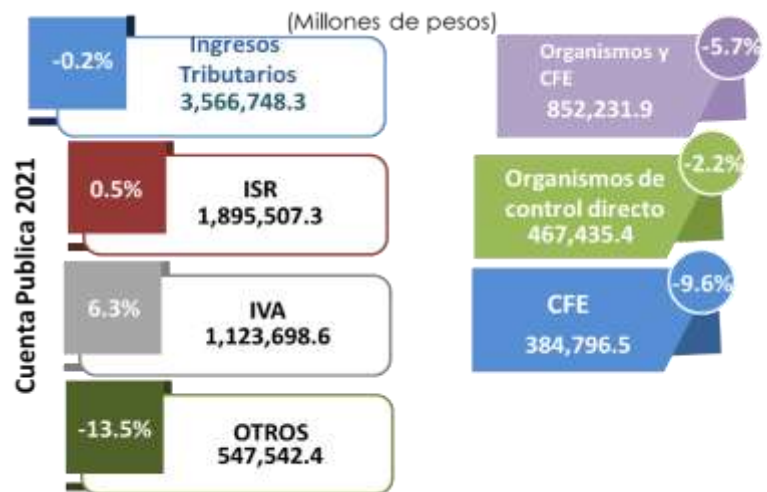 (Millones de pesos)
Cuenta Publica 2021
-0.2%
Ingresos
Tributarios
3,566,748.3
0.5%
ISR
1,895,507.3
6.3%
IVA
1,123,698.6
-13.5%
OTROS
547,542.4
-5.7%
Organismos y
CFE
852,231.9
-2.2%
Organismos de
control directo
467,435.4
-9.6%
CFE
384,796.5